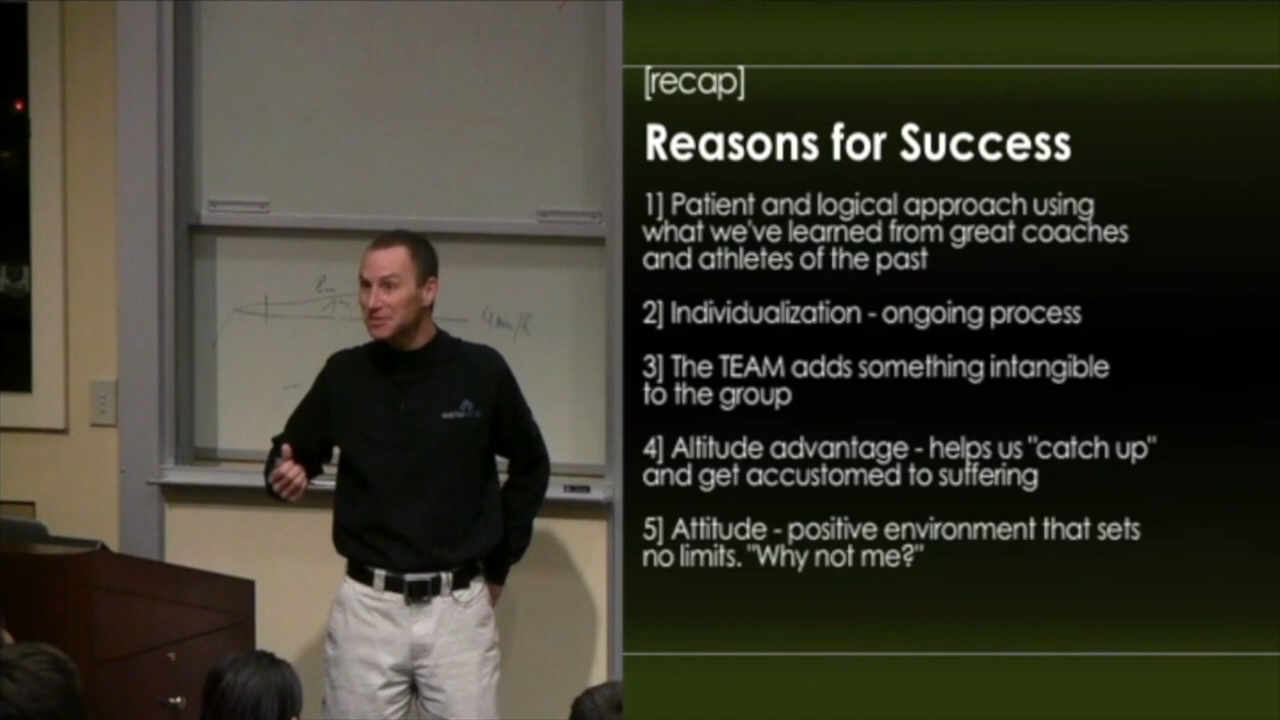 [recap]
Reasons for Success
1] Patient and logical approach using
what we've learned from great coaches
and athletes of the past
2] Individualization - ongoing process
3] The TEAM adds something intangible
to the group
4] Altitude advantage - helps us "catch up"
and get accustomed to suffering
5] Attitude - positive environment that sets
no limits. "Why not me?"